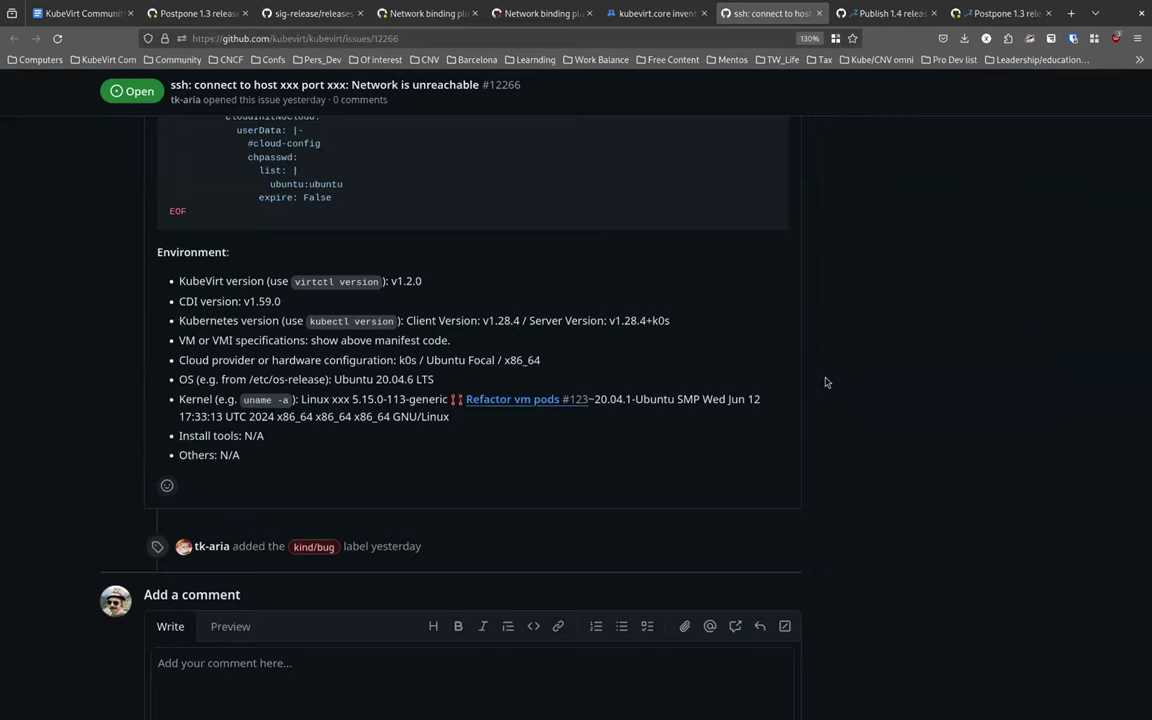 KubeVirt Communi
Postpone 1.3 releas
sig-release/releases
Network binding plu
Network binding plu
kubevirt.core invent
ssh: connect to host
Publish 1.4 releas
Postpone 1.3 rele
https://github.com/kubevirt/kubevirt/issues/12266
130%
Computers
KubeVirt Com
Community
CNCF
Confs
Pers_Dev
Of interest
CNV
Barcelona
Learnding
Work Balance
Free Content
Mentos
TW_Life
Tax
Kube/CNV omni
Pro Dev list
Leadership/education...
Open
ssh: connect to host xxx port xxx: Network is unreachable #12266
tk-aria opened this issue yesterday · 0 comments
cloudInitNoCloud:
userData: |-
#cloud-config
chpasswd:
list: |
ubuntu:ubuntu
expire: False
EOF
Environment:
• KubeVirt version (use virtctl version): v1.2.0
• CDI version: v1.59.0
• Kubernetes version (use kubectl version): Client Version: v1.28.4 / Server Version: v1.28.4+k0s
• VM or VMI specifications: show above manifest code.
• Cloud provider or hardware configuration: k0s / Ubuntu Focal / x86_64
• OS (e.g. from /etc/os-release): Ubuntu 20.04.6 LTS
• Kernel (e.g. uname -a): Linux xxx 5.15.0-113-generic Refactor vm pods #123~20.04.1-Ubuntu SMP Wed Jun 12
17:33:13 UTC 2024 x86_64 x86_64 x86_64 GNU/Linux
• Install tools: N/A
• Others: N/A
tk-aria added the kind/bug label yesterday
Add a comment
Write
Preview
Add your comment here...